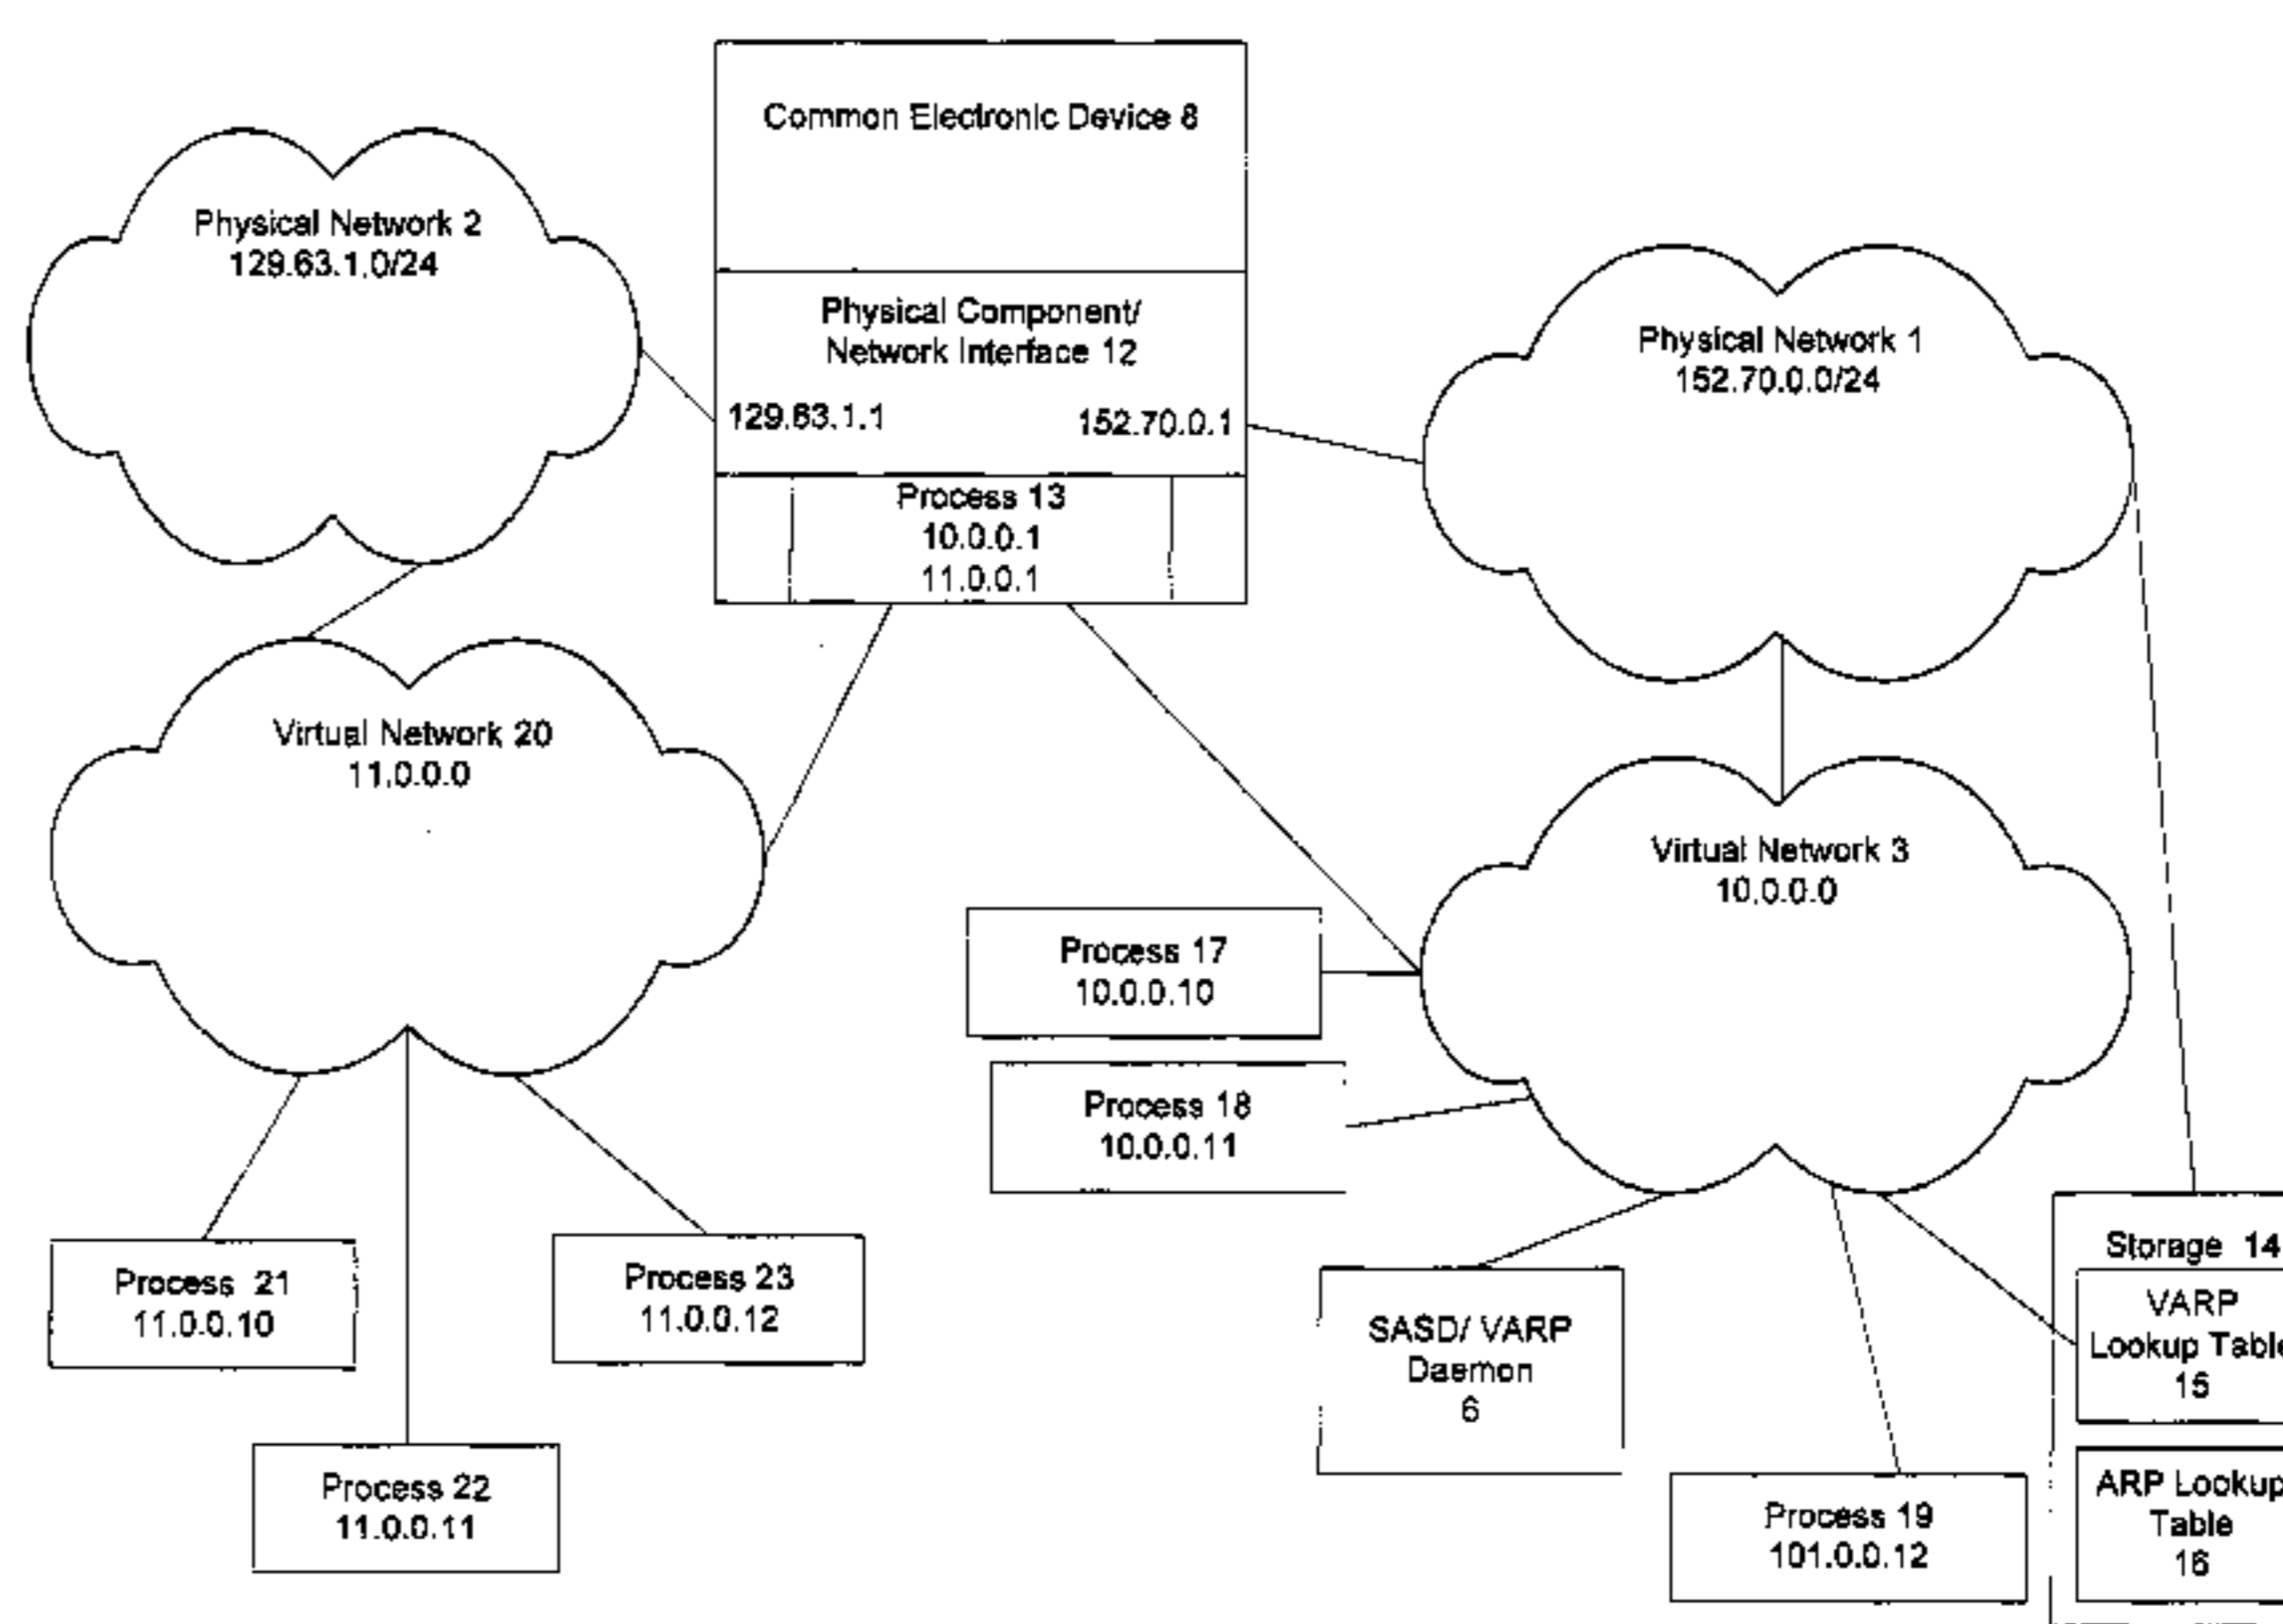 Common Electronic Device 8
Physical Network 2
129.63.1.0/24
Physical Component/
Network Interface 12
129.63.1.1
152.70.0.1
Physical Network 1
152.70.0.0/24
Process 13
10.0.0.1
11.0.0.1
Virtual Network 20
11.0.0.0
Virtual Network 3
10.0.0.0
Process 17
10.0.0.10
Process 18
10.0.0.11
Process 21
11.0.0.10
Process 23
11.0.0.12
Process 22
11.0.0.11
SASD/ VARP
Daemon
6
Process 19
101.0.0.12
Storage 14
VARP
Lookup Table
15
ARP Lookup
Table
16